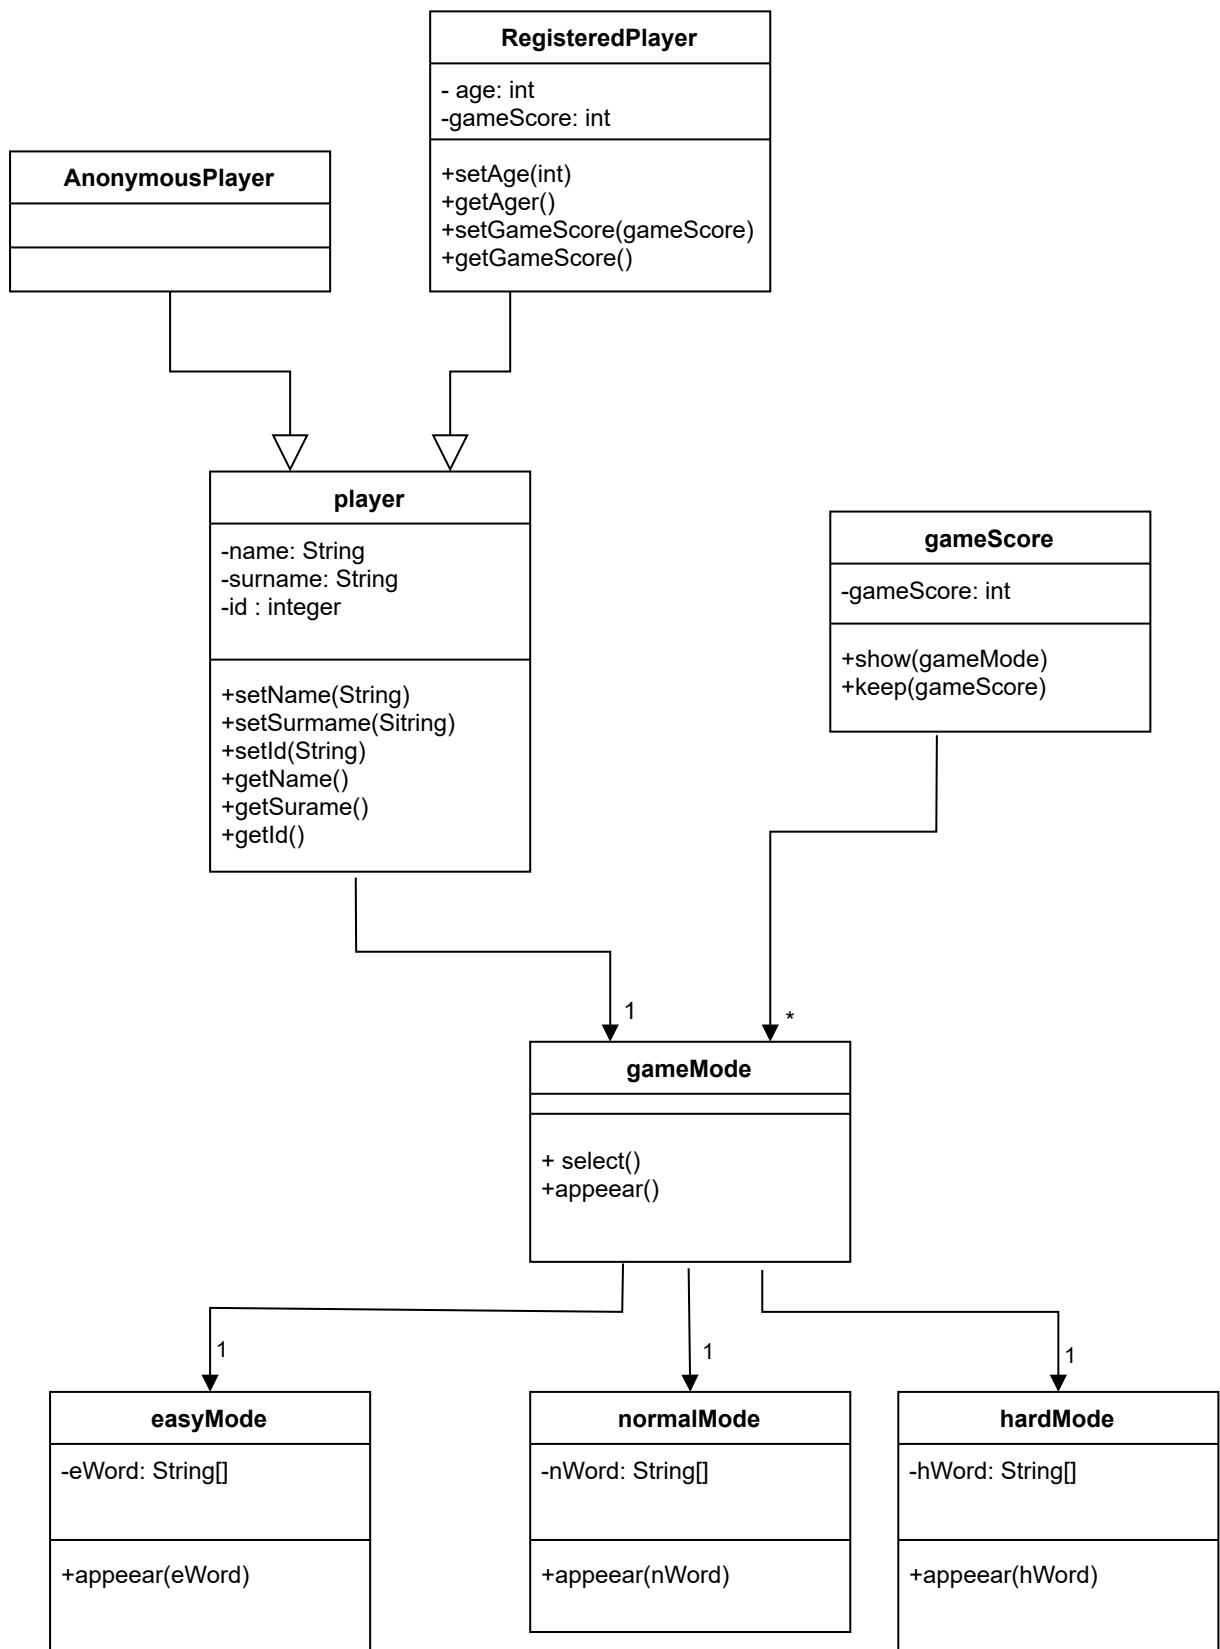 RegisteredPlayer
- age: int
-gameScore: int
+setAge(int)
+getAger()
+setGameScore(gameScore)
+getGameScore()
AnonymousPlayer
player
-name: String
-surname: String
-id : integer
+setName(String)
+setSurmame(Sitring)
+setId(String)
+getName()
+getSurame()
+getId()
gameScore
-gameScore: int
+show(gameMode)
+keep(gameScore)
1
*
gameMode
+ select()
+appeear()
1
1
1
easyMode
-eWord: String[]
+appeear(eWord)
normalMode
-nWord: String[]
+appeear(nWord)
hardMode
-hWord: String[]
+appeear(hWord)